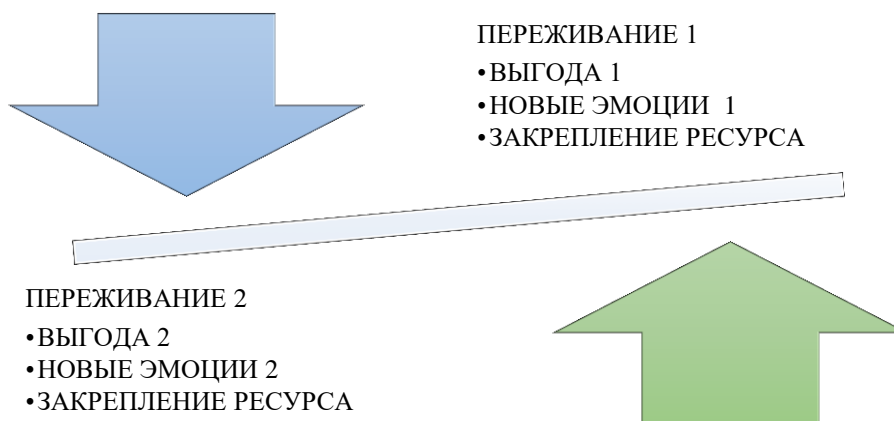 ПЕРЕЖИВАНИЕ 1
•ВЫГОДА 1
•НОВЫЕ ЭМОЦИИ 1
•ЗАКРЕПЛЕНИЕ РЕСУРСА
ПЕРЕЖИВАНИЕ 2
•ВЫГОДА 2
•НОВЫЕ ЭМОЦИИ 2
•ЗАКРЕПЛЕНИЕ РЕСУРСА